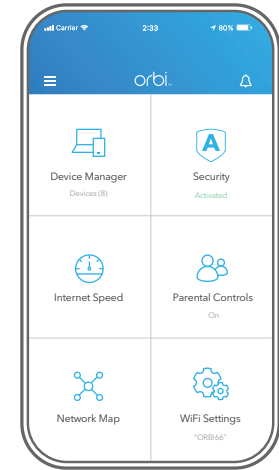 Carrier 2:33 80%
orbi™
Device Manager
Devices (8)
A
Security
Activated
Internet Speed
Parental Controls
On
Network Map
WiFi Settings
"ORBI66"